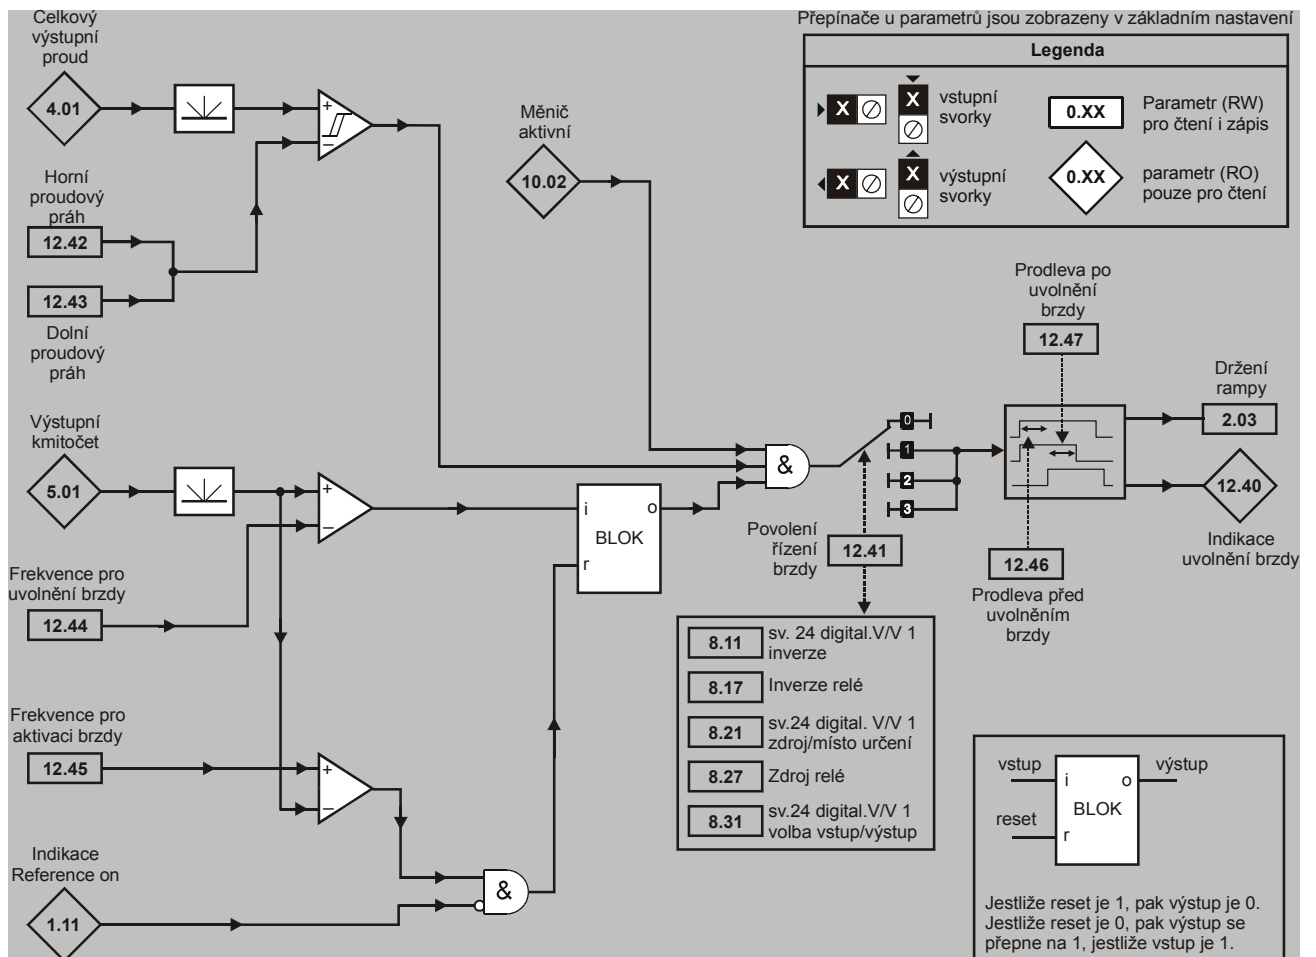 Přepínače u parametrů jsou zobrazeny v základním nastavení
Legenda
X
X
vstupní
svorky
0.XX
Parametr (RW)
pro čtení i zápis
X
X
výstupní
svorky
0.XX
parametr (RO)
pouze pro čtení
Celkový
výstupní
proud
4.01
+
−
Horní
proudový
práh
12.42
12.43
Dolní
proudový
práh
Měnič
aktivní
10.02
Výstupní
kmitočet
5.01
+
−
Frekvence pro
uvolnění brzdy
12.44
Frekvence pro
aktivaci brzdy
12.45
+
−
Indikace
Reference on
1.11
&
i
o
BLOK
r
&
0
1
2
3
Povolení
řízení
brzdy
12.41
8.11
sv. 24 digital.V/V 1
inverze
8.17
Inverze relé
8.21
sv.24 digital. V/V 1
zdroj/místo určení
8.27
Zdroj relé
8.31
sv.24 digital.V/V 1
volba vstup/výstup
Prodleva po
uvolnění
brzdy
12.47
12.46
Prodleva před
uvolněním
brzdy
Držení
rampy
2.03
12.40
Indikace
uvolnění brzdy
vstup
i
o
výstup
BLOK
reset
r
Jestliže reset je 1, pak výstup je 0.
Jestliže reset je 0, pak výstup se
přepne na 1, jestliže vstup je 1.